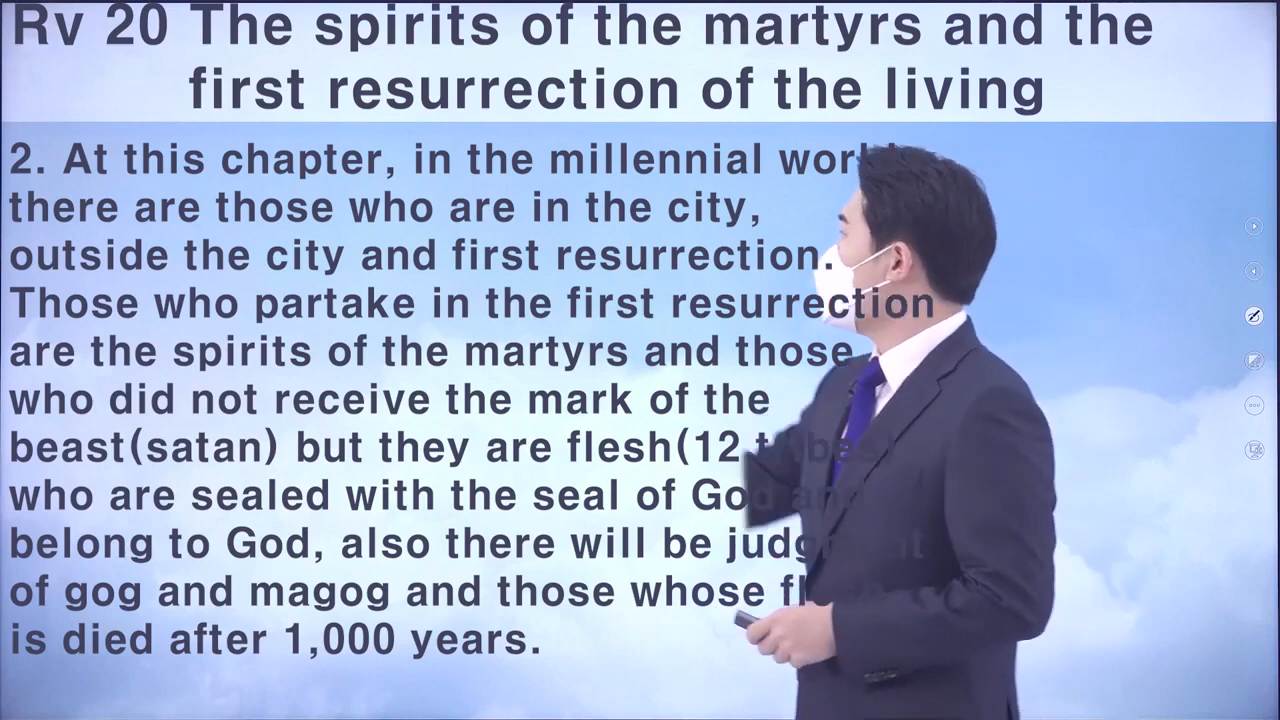 Rv 20 The spirits of the martyrs and the
first resurrection of the living
2. At this chapter, in the millennial
there are those who are in the city,
outside the city and first resurrection.
Those who partake in the first resurrection
are the spirits of the martyrs and those
who did not receive the mark of the
beast(satan) but they are flesh(12 tribes)
who are sealed with the seal of God and
belong to God, also there will be
of gog and magog and those whose
is died after 1,000 years.